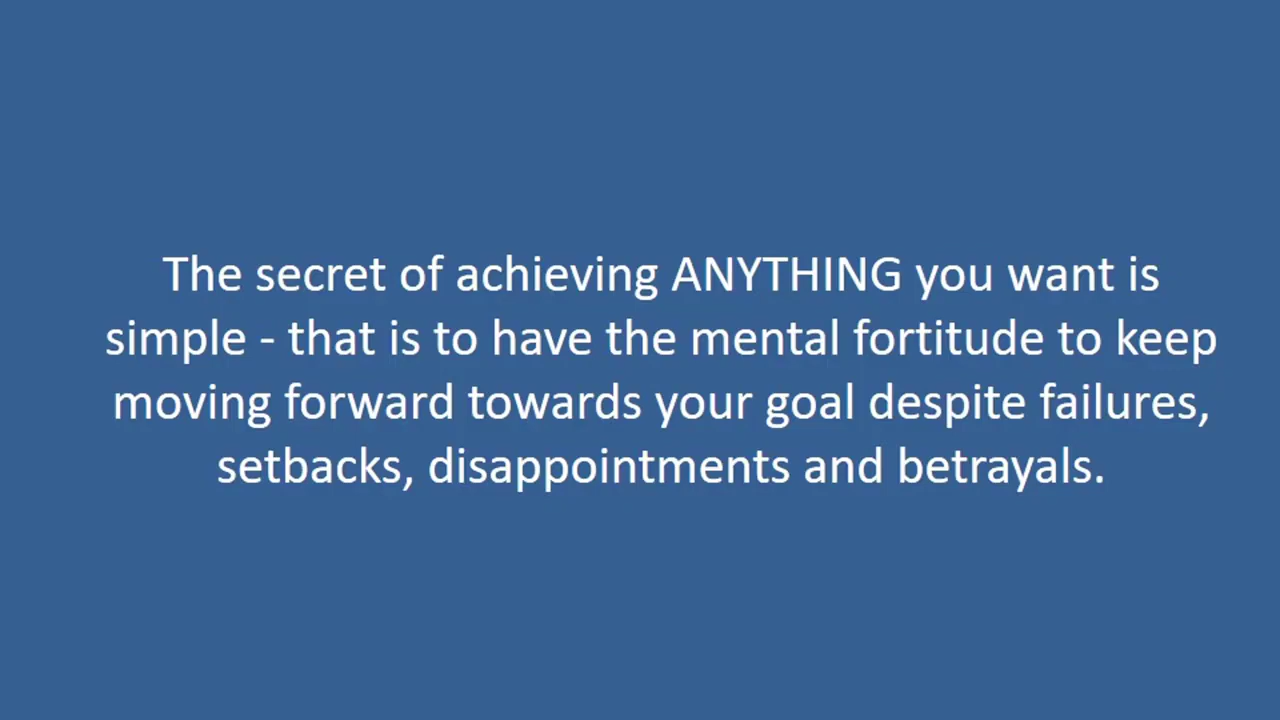 The secret of achieving ANYTHING you want is
simple - that is to have the mental fortitude to keep
moving forward towards your goal despite failures,
setbacks, disappointments and betrayals.